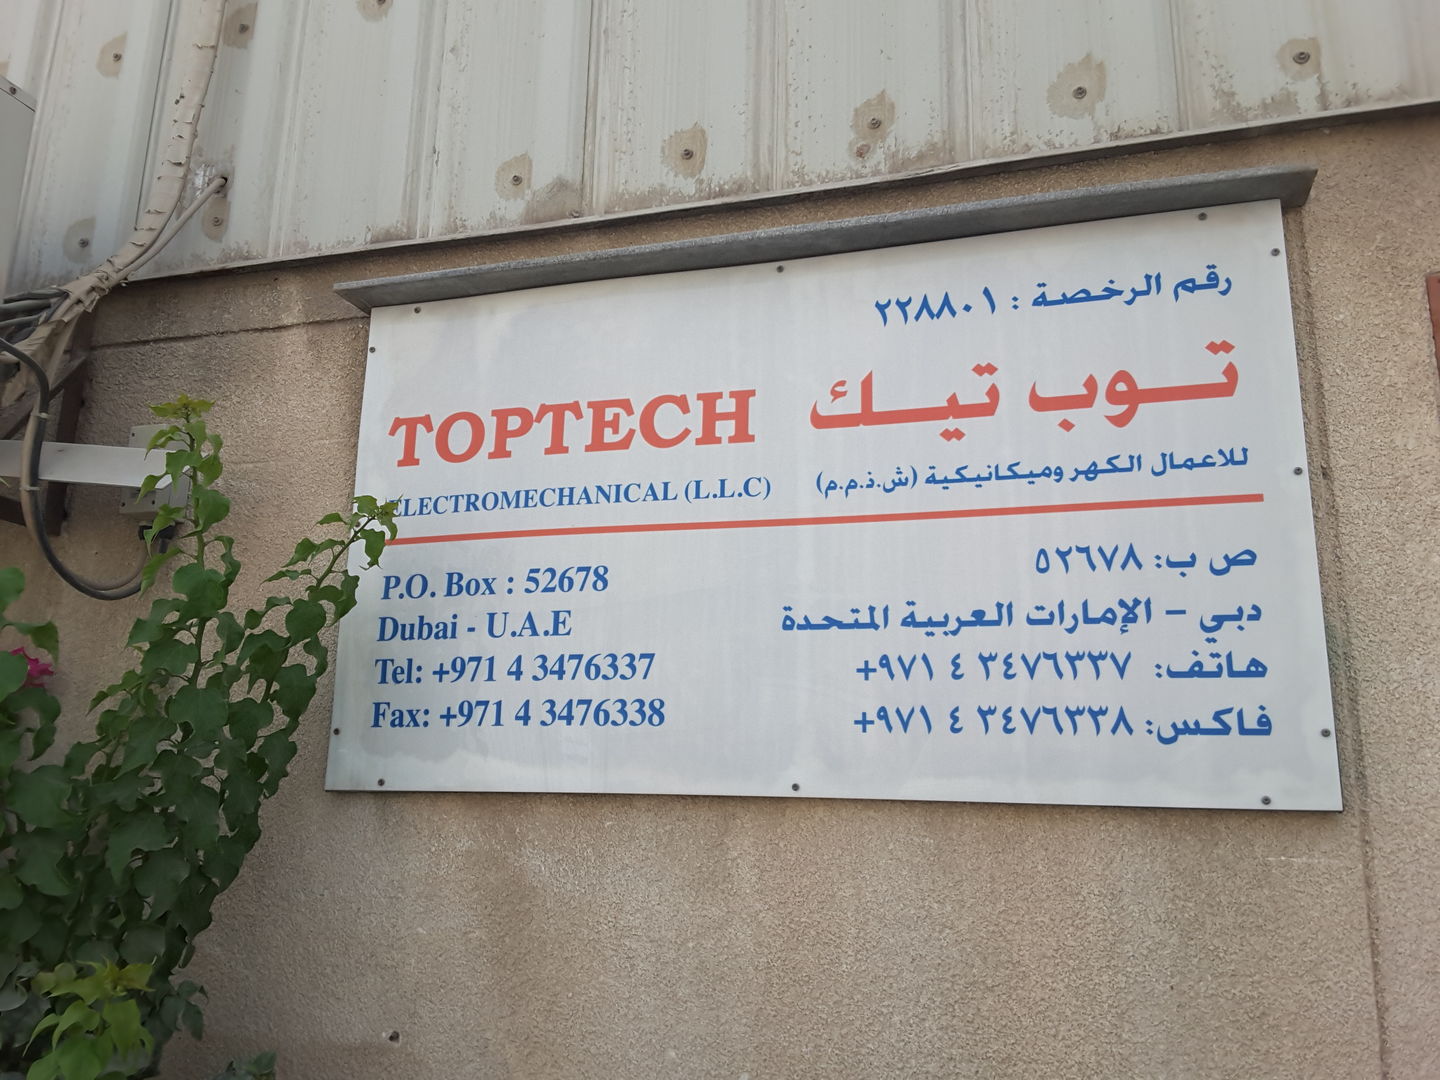 رقم الرخصة : ٢٢٨٨٠١
TOPTECH توب تيك
ELECTROMECHANICAL (L.L.C) للاعمال الكهروميكانيكية (ش.ذ.م.م)
P.O. Box : 52678
Dubai - U.A.E
Tel: +971 4 3476337
Fax: +971 4 3476338
ص ب: ٥٢٦٧٨
دبي - الإمارات العربية المتحدة
هاتف: ٣٤٧٦٣٣٧ ٤ ٩٧١+
فاكس: ٣٤٧٦٣٣٨ ٤ ٩٧١+